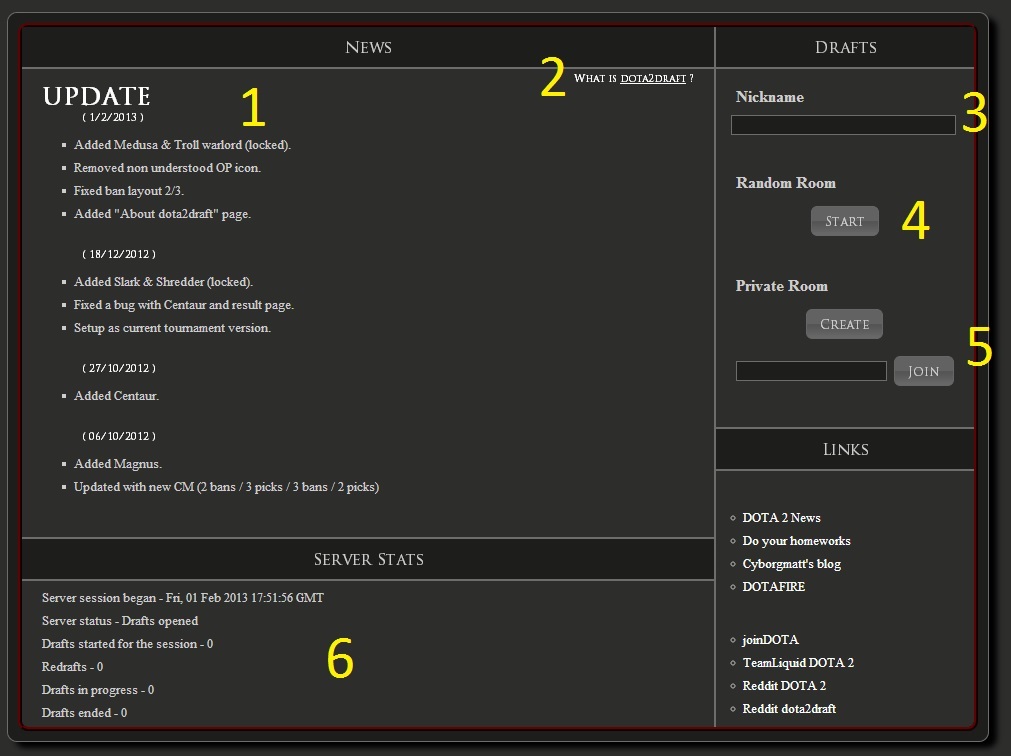 News
2
What is dota2draft ?
UPDATE
1
( 1/2/2013 )
Added Medusa & Troll warlord (locked).
Removed non understood OP icon.
Fixed ban layout 2/3.
Added "About dota2draft" page.
( 18/12/2012 )
Added Slark & Shredder (locked).
Fixed a bug with Centaur and result page.
Setup as current tournament version.
( 27/10/2012 )
Added Centaur.
( 06/10/2012 )
Added Magnus.
Updated with new CM (2 bans / 3 picks / 3 bans / 2 picks)
Server Stats
Server session began - Fri, 01 Feb 2013 17:51:56 GMT
Server status - Drafts opened
Drafts started for the session - 0
6
Redrafts - 0
Drafts in progress - 0
Drafts ended - 0
Drafts
Nickname
3
Random Room
Start
4
Private Room
Create
5
Join
Links
DOTA 2 News
Do your homeworks
Cyborgmatt's blog
DOTAFIRE
joinDOTA
TeamLiquid DOTA 2
Reddit DOTA 2
Reddit dota2draft